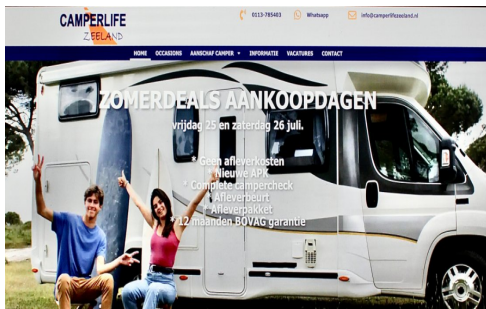 CAMPERLIFE
ZEELAND
0113-785403 Whatsapp info@camperlifezeeland.nl
HOME OCCASIONS AANSCHAF CAMPER INFORMATIE VACATURES CONTACT
ZOMERDEALS AANKOOPDAGEN
vrijdag 25 en zaterdag 26 juli.
* Geen afleverkosten
* Nieuwe APK
* Complete campercheck
* Afleverbeurt
* Afleverpakket
* 12 maanden BOVAG garantie